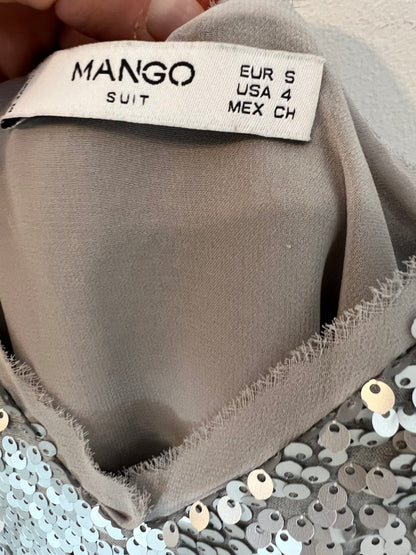 MANGO
SUIT
EUR S
USA 4
MEX CH